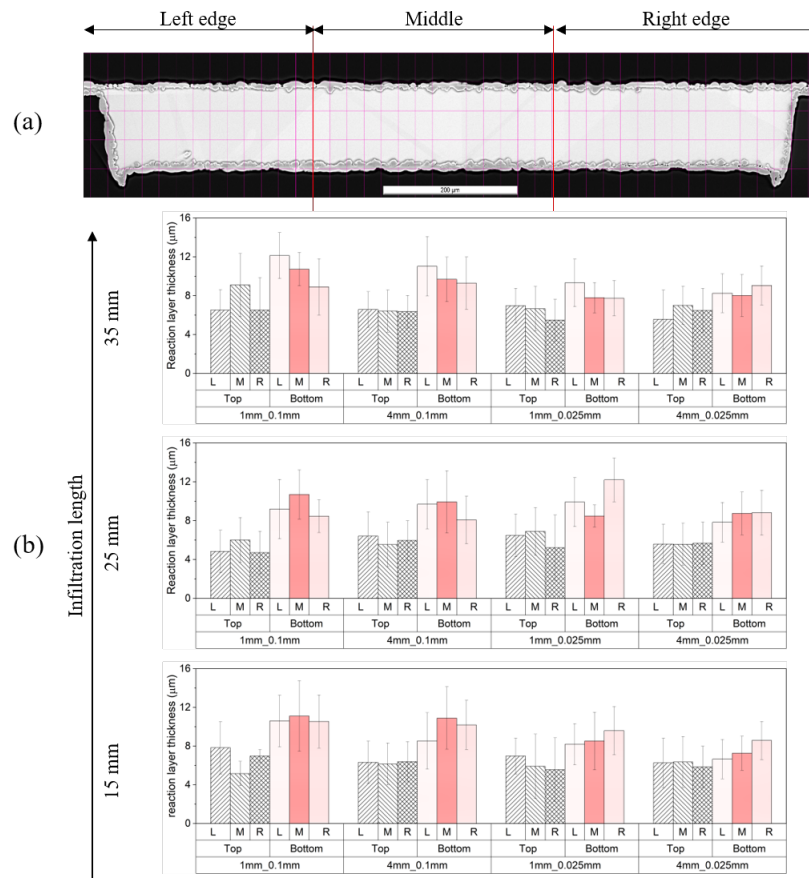 Left edge Middle Right edge
(a)
200 μm
(b)
Infiltration length
35 mm
Reaction layer thickness (μm)
16
12
8
4
0
L M R L M R L M R L M R L M R L M R L M R L M R
Top Bottom Top Bottom Top Bottom Top Bottom
1mm_0.1mm 4mm_0.1mm 1mm_0.025mm 4mm_0.025mm
25 mm
Reaction layer thickness (μm)
16
12
8
4
0
L M R L M R L M R L M R L M R L M R L M R L M R
Top Bottom Top Bottom Top Bottom Top Bottom
1mm_0.1mm 4mm_0.1mm 1mm_0.025mm 4mm_0.025mm
15 mm
reaction layer thickness (μm)
16
12
8
4
0
L M R L M R L M R L M R L M R L M R L M R L M R
Top Bottom Top Bottom Top Bottom Top Bottom
1mm_0.1mm 4mm_0.1mm 1mm_0.025mm 4mm_0.025mm